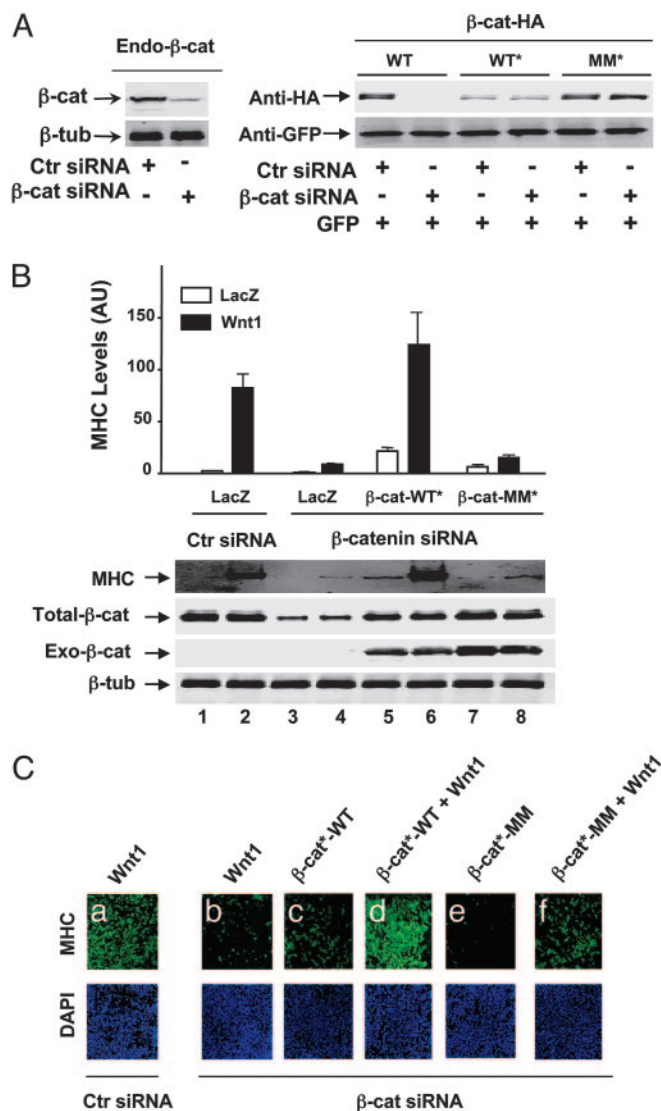 A
Endo-β-cat
β-cat
β-tub
Ctr siRNA + -
β-cat siRNA - +
β-cat-HA
WT WT* MM*
Anti-HA
Anti-GFP
Ctr siRNA + - + - + -
β-cat siRNA - + - + - +
GFP + + + + + +
B
MHC Levels (AU)
150
100
50
0
LacZ
Wnt1
LacZ LacZ β-cat-WT* β-cat-MM*
Ctr siRNA β-catenin siRNA
MHC
Total-β-cat
Exo-β-cat
β-tub
1 2 3 4 5 6 7 8
C
Wnt1 Wnt1 β-cat*-WT β-cat*-WT + Wnt1 β-cat*-MM β-cat*-MM + Wnt1
MHC
a b c d e f
DAPI
Ctr siRNA β-cat siRNA